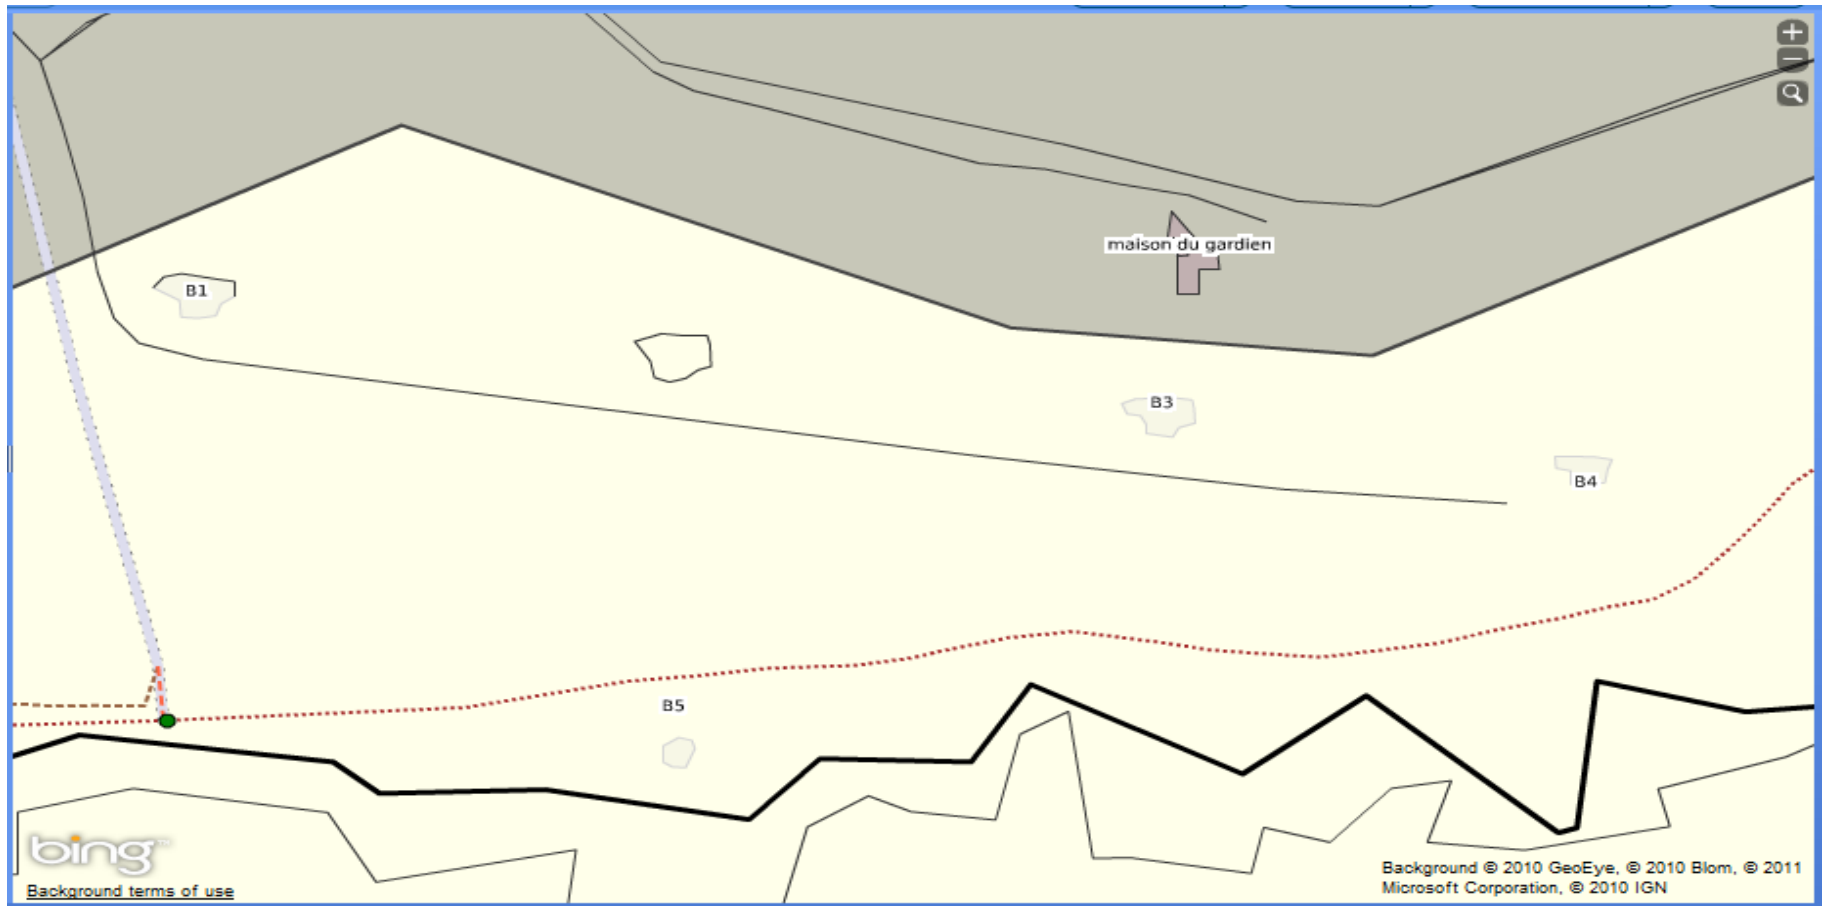 maison du gardien
B1
B3
B4
B5
bing™
Background terms of use
Background © 2010 GeoEye, © 2010 Blom, © 2011
Microsoft Corporation, © 2010 IGN